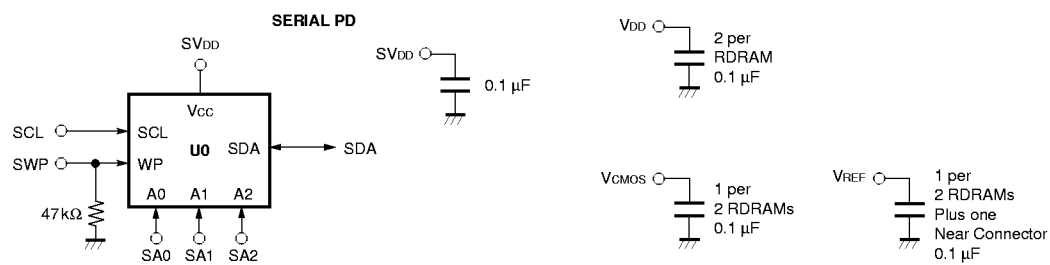 SERIAL PD
SVDD
VCC
SCL
SCL
U0
SDA
SDA
SWP
WP
47kΩ
A0 A1 A2
SA0 SA1 SA2
SVDD
0.1 µF
VDD
2 per
RDRAM
0.1 µF
VCMOS
1 per
2 RDRAMs
0.1 µF
VREF
1 per
2 RDRAMs
Plus one
Near Connector
0.1 µF